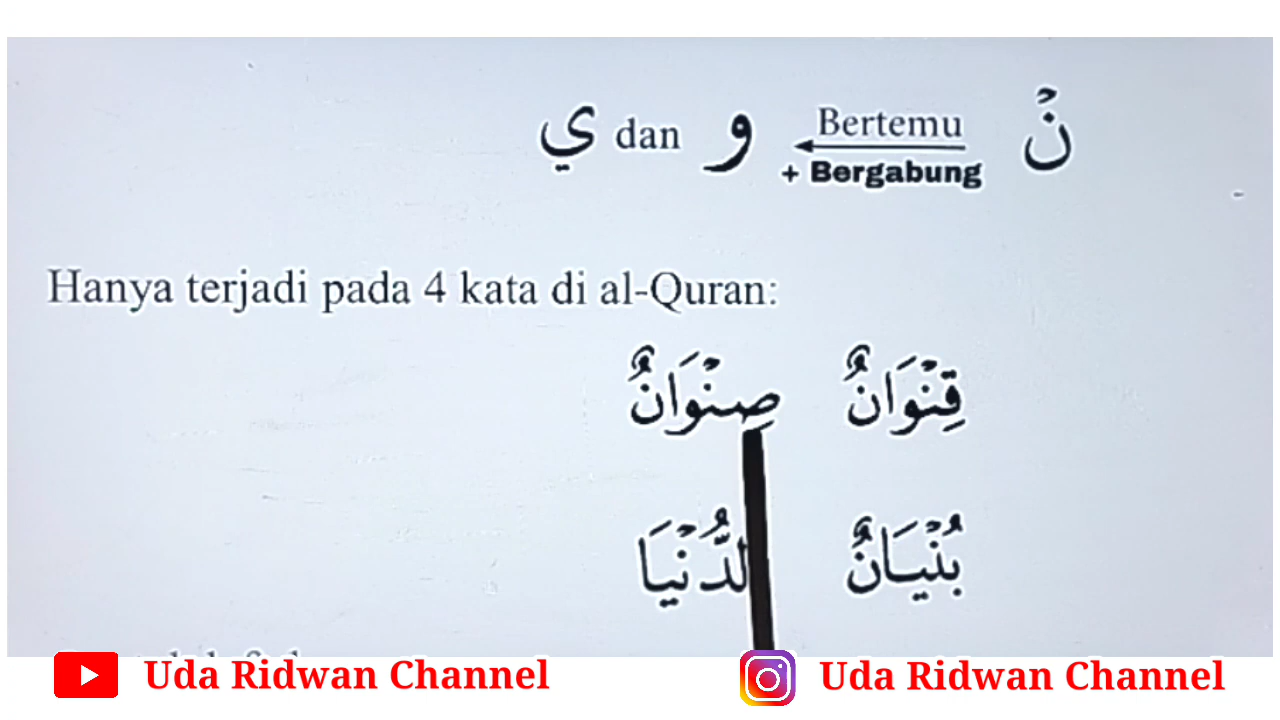 نۡ Bertemu و dan ي
+ Bergabung
Hanya terjadi pada 4 kata di al-Quran:
قِنۡوَانٌ صِنۡوَانٌ
بُنۡيَانٌ الدُّنۡيَا
Uda Ridwan Channel Uda Ridwan Channel